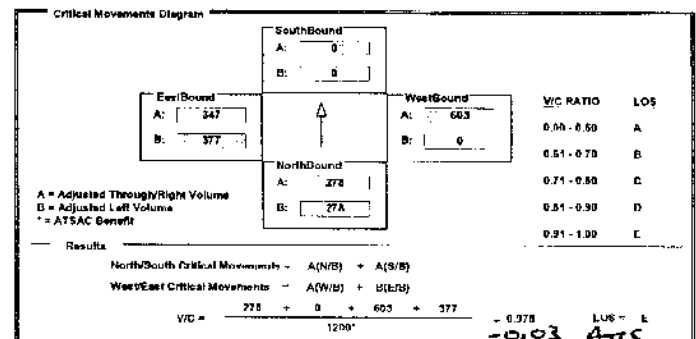 Critical Movements Diagram
SouthBound
A: 0
B: 0
EastBound
A: 347
B: 377
WestBound
A: 603
B: 0
NorthBound
A: 278
B: 278
A = Adjusted Through/Right Volume
B = Adjusted Left Volume
* = ATSAC Benefit
V/C RATIO LOS
0.00 - 0.60 A
0.61 - 0.70 B
0.71 - 0.80 C
0.81 - 0.90 D
0.91 - 1.00 E
Results
North/South Critical Movements = A(N/B) + A(S/B)
West/East Critical Movements = A(W/B) + B(E/B)
V/C = 278 + 0 + 603 + 377 = 0.978 LOS = E
1200*
-0.03